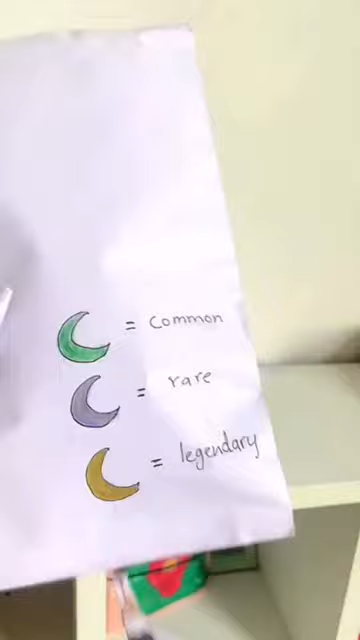 = common
= rare
= legendary